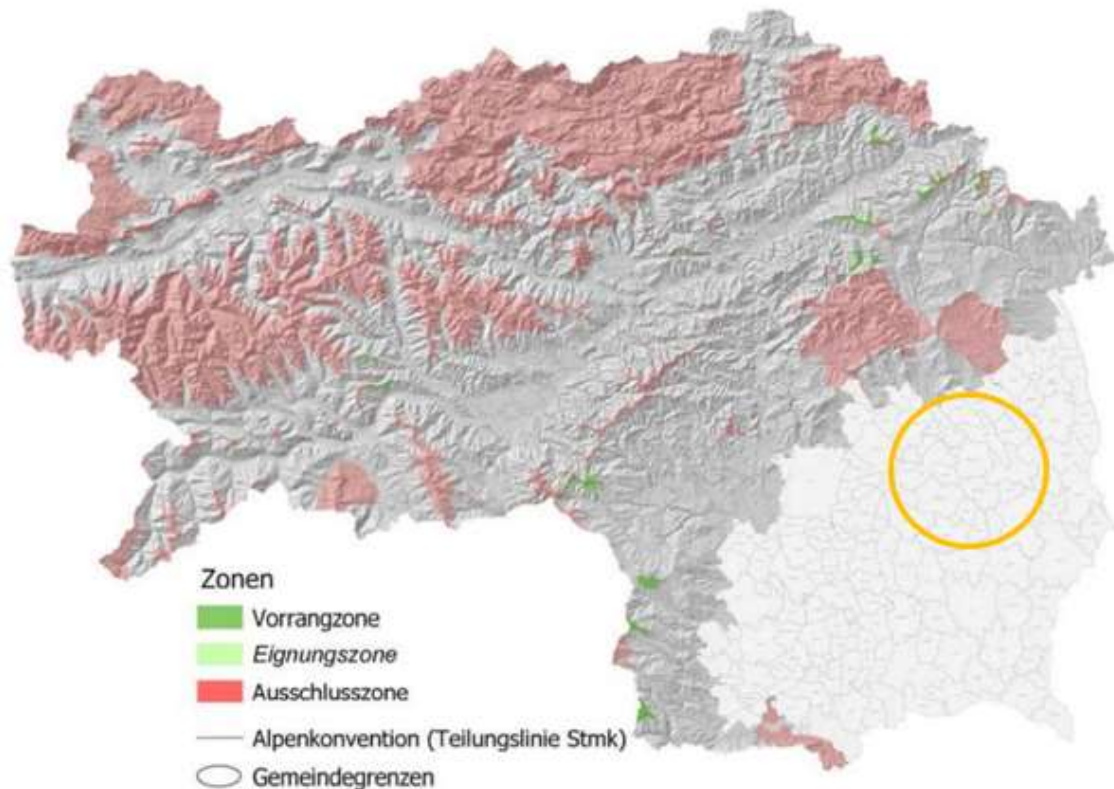 Zonen
Vorrangzone
Eignungszone
Ausschlusszone
Alpenkonvention (Teilungslinie Stmk)
Gemeindegrenzen